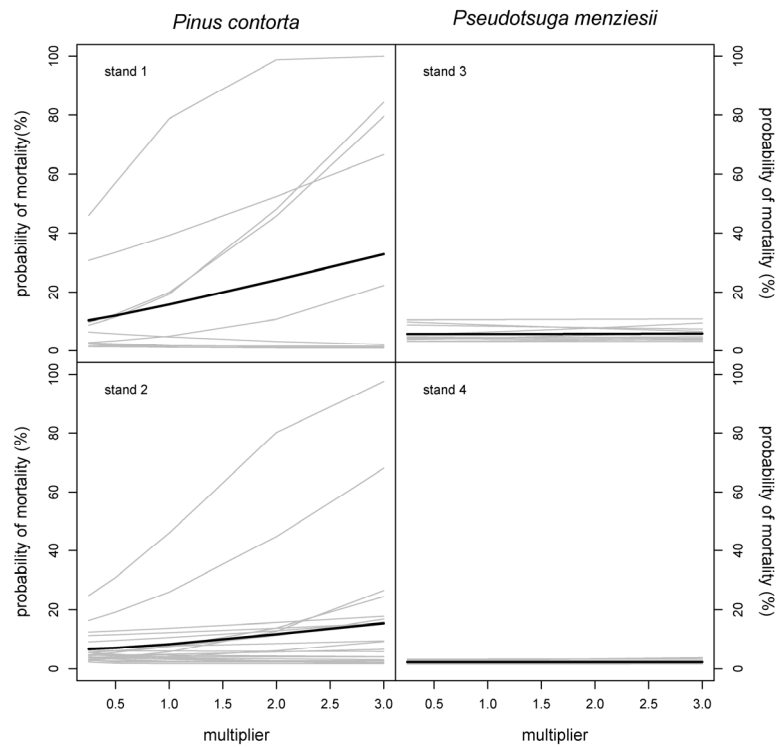 Pinus contorta
Pseudotsuga menziesii
stand 1
stand 3
probability of mortality(%)
0
20
40
60
80
100
probability of mortality (%)
0
20
40
60
80
100
stand 2
stand 4
probability of mortality (%)
0
20
40
60
80
100
probability of mortality (%)
0
20
40
60
80
100
0.5 1.0 1.5 2.0 2.5 3.0
0.5 1.0 1.5 2.0 2.5 3.0
multiplier
multiplier